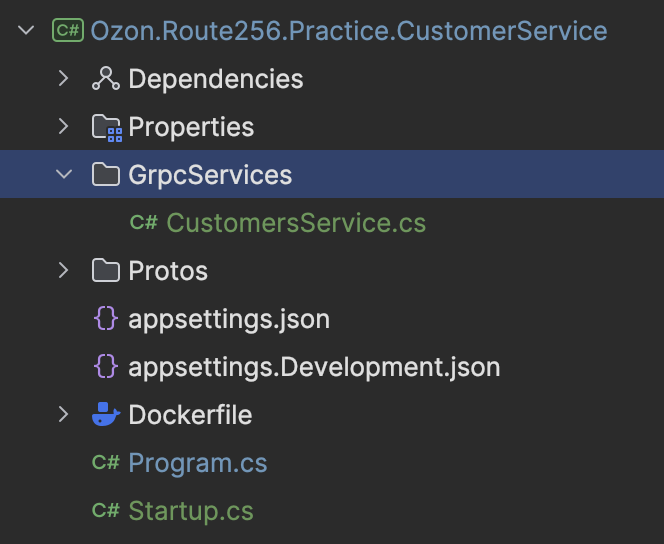 C# Ozon.Route256.Practice.CustomerService
Dependencies
Properties
GrpcServices
C# CustomersService.cs
Protos
{} appsettings.json
{} appsettings.Development.json
Dockerfile
C# Program.cs
C# Startup.cs